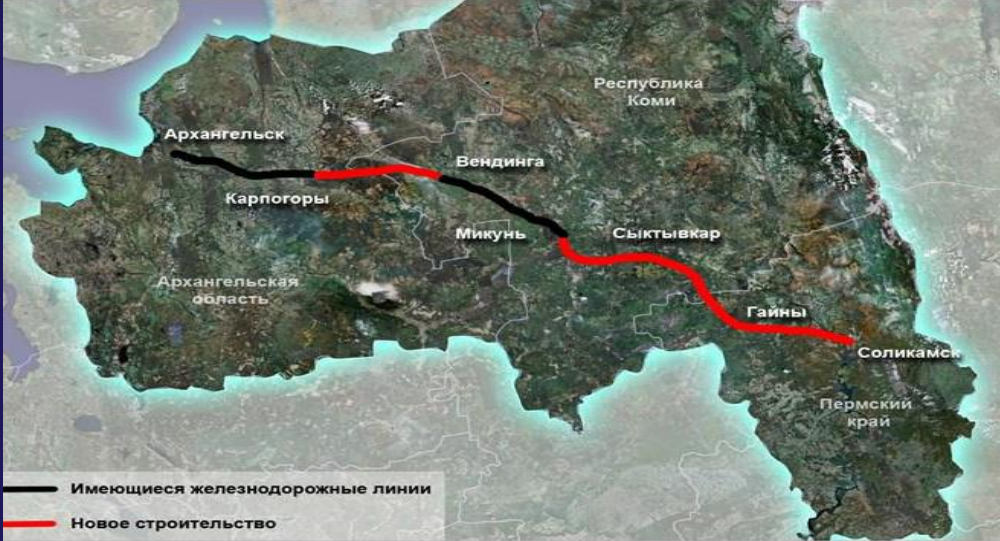 Республика
Коми
Архангельск
Вендинга
Карпогоры
Микунь
Сыктывкар
Архангельская
область
Гайны
Соликамск
Пермский
край
Имеющиеся железнодорожные линии
Новое строительство